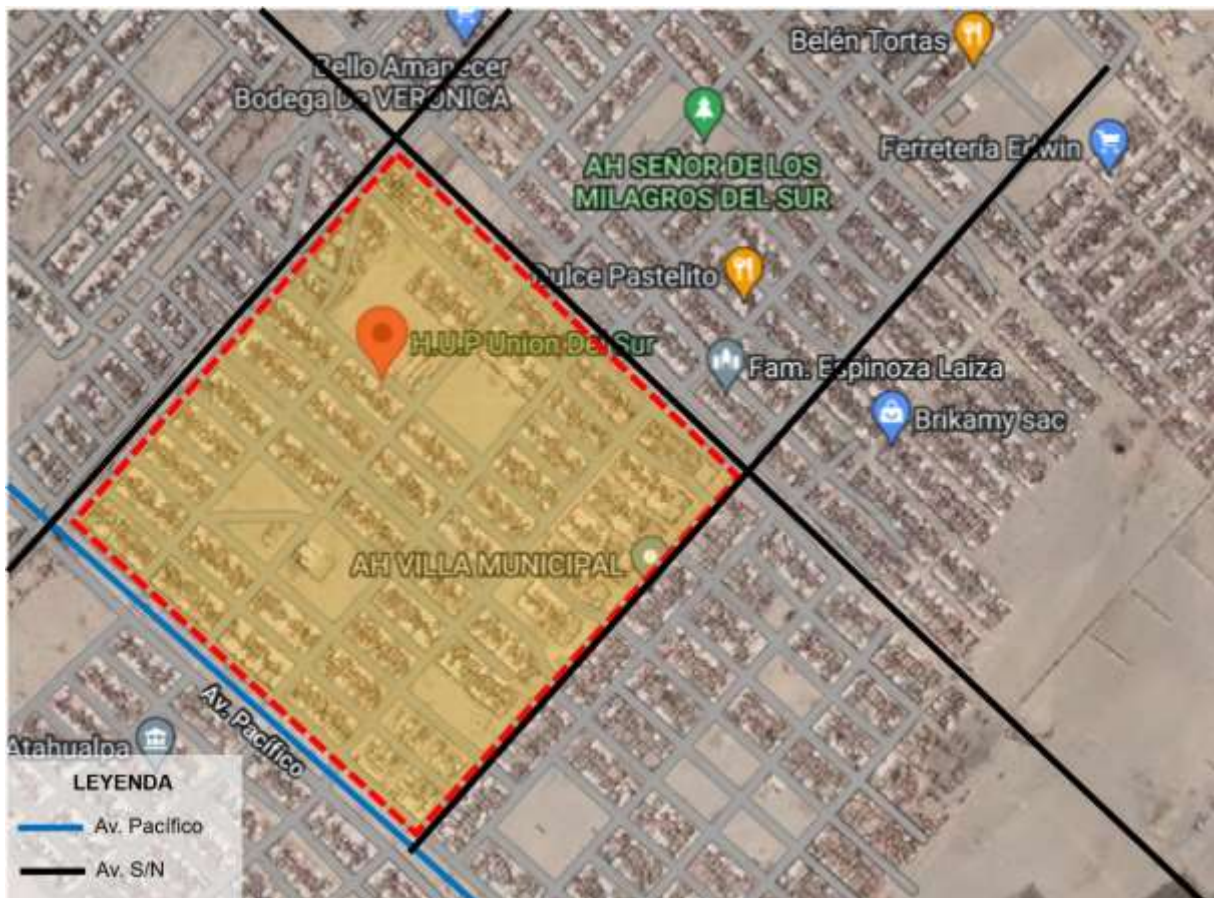 Belén Tortas
Bello Amanecer
Bodega De VERONICA
Ferretería Edwin
AH SEÑOR DE LOS
MILAGROS DEL SUR
Dulce Pastelito
H.U.P Union Del Sur
Fam. Espinoza Laiza
Brikamy sac
AH VILLA MUNICIPAL
Av. Pacífico
Atahualpa
LEYENDA
Av. Pacífico
Av. S/N